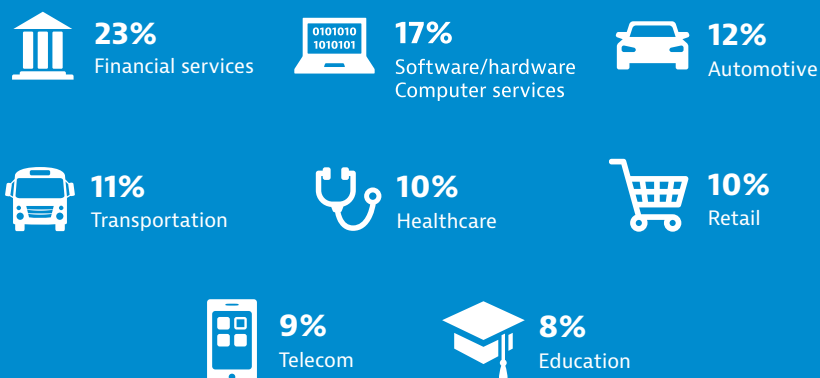 23%
Financial services
0101010
1010101
17%
Software/hardware
Computer services
12%
Automotive
11%
Transportation
10%
Healthcare
10%
Retail
9%
Telecom
8%
Education